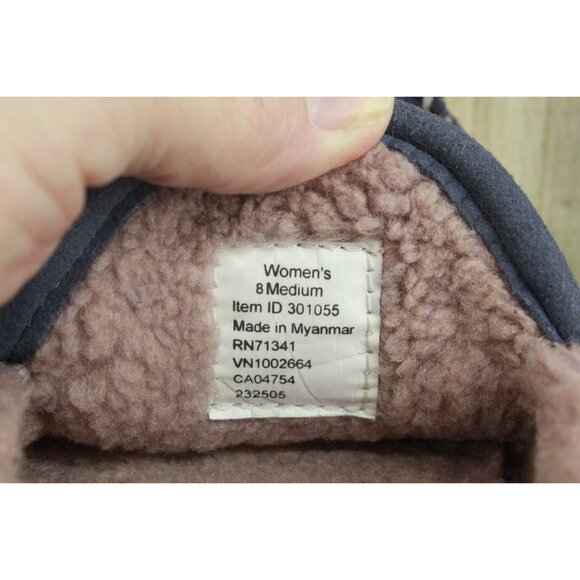 Women's
8 Medium
Item ID 301055
Made in Myanmar
RN71341
VN1002664
CA04754
232505